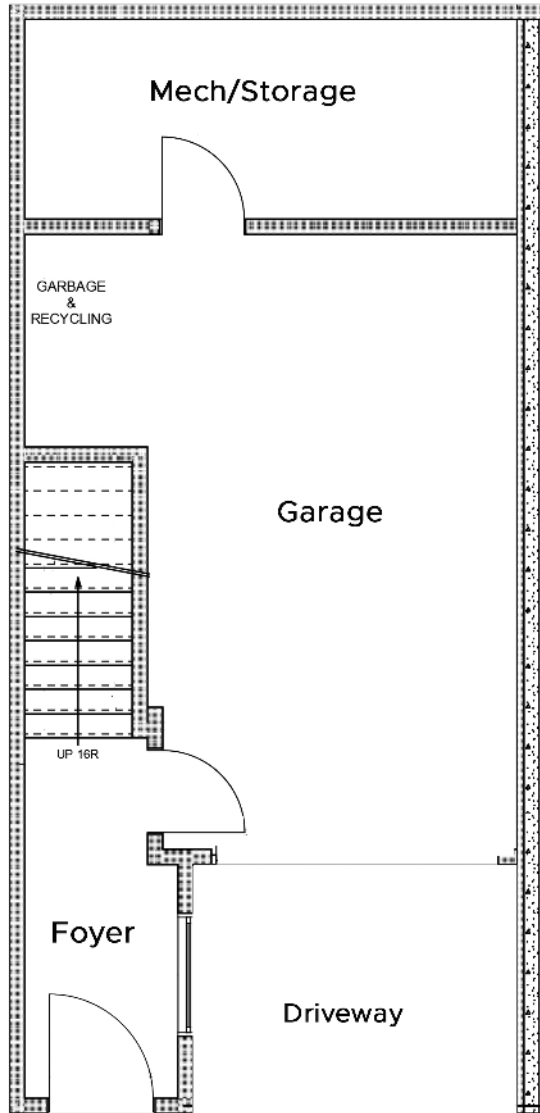 Mech/Storage
GARBAGE
&
RECYCLING
Garage
UP 16R
Foyer
Driveway